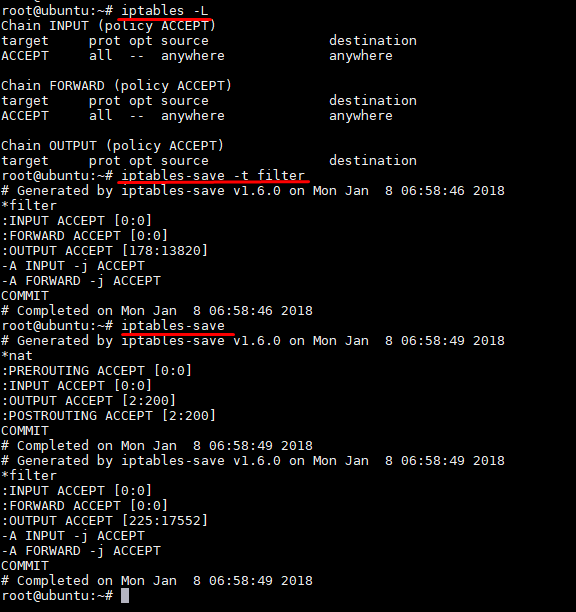 root@ubuntu:~# iptables -L
Chain INPUT (policy ACCEPT)
target     prot opt source               destination
ACCEPT     all  --  anywhere             anywhere

Chain FORWARD (policy ACCEPT)
target     prot opt source               destination
ACCEPT     all  --  anywhere             anywhere

Chain OUTPUT (policy ACCEPT)
target     prot opt source               destination
root@ubuntu:~# iptables-save -t filter
# Generated by iptables-save v1.6.0 on Mon Jan  8 06:58:46 2018
*filter
:INPUT ACCEPT [0:0]
:FORWARD ACCEPT [0:0]
:OUTPUT ACCEPT [178:13820]
-A INPUT -j ACCEPT
-A FORWARD -j ACCEPT
COMMIT
# Completed on Mon Jan  8 06:58:46 2018
root@ubuntu:~# iptables-save
# Generated by iptables-save v1.6.0 on Mon Jan  8 06:58:49 2018
*nat
:PREROUTING ACCEPT [0:0]
:INPUT ACCEPT [0:0]
:OUTPUT ACCEPT [2:200]
:POSTROUTING ACCEPT [2:200]
COMMIT
# Completed on Mon Jan  8 06:58:49 2018
# Generated by iptables-save v1.6.0 on Mon Jan  8 06:58:49 2018
*filter
:INPUT ACCEPT [0:0]
:FORWARD ACCEPT [0:0]
:OUTPUT ACCEPT [225:17552]
-A INPUT -j ACCEPT
-A FORWARD -j ACCEPT
COMMIT
# Completed on Mon Jan  8 06:58:49 2018
root@ubuntu:~#